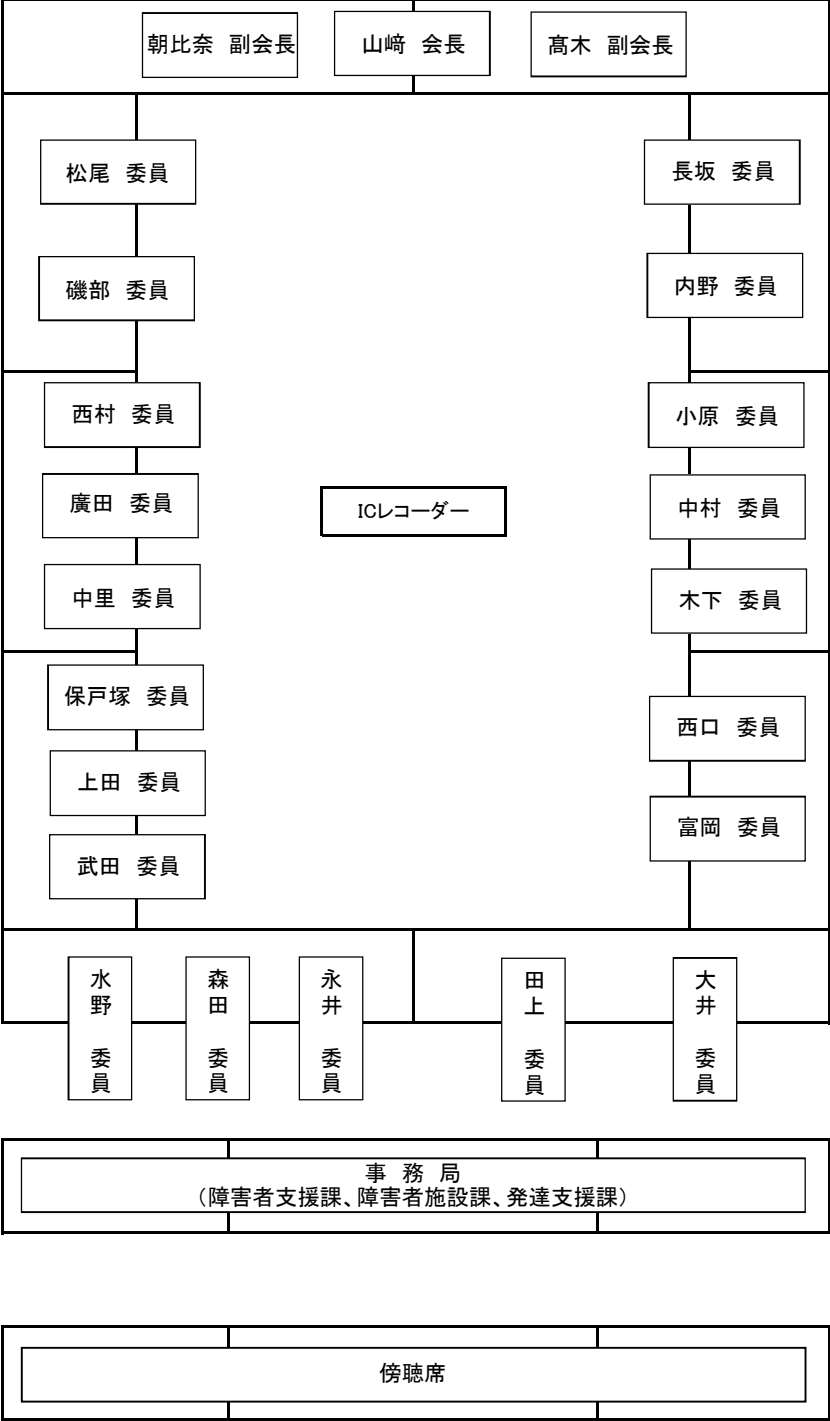 朝比奈　副会長
山﨑　会長
髙木　副会長
松尾　委員
長坂　委員
磯部　委員
内野　委員
西村　委員
小原　委員
廣田　委員
中村　委員
ICレコーダー
中里　委員
木下　委員
保戸塚　委員
西口　委員
上田　委員
富岡　委員
武田　委員
水野　委員
森田　委員
永井　委員
田上　委員
大井　委員
事　務　局
（障害者支援課、障害者施設課、発達支援課）
傍聴席